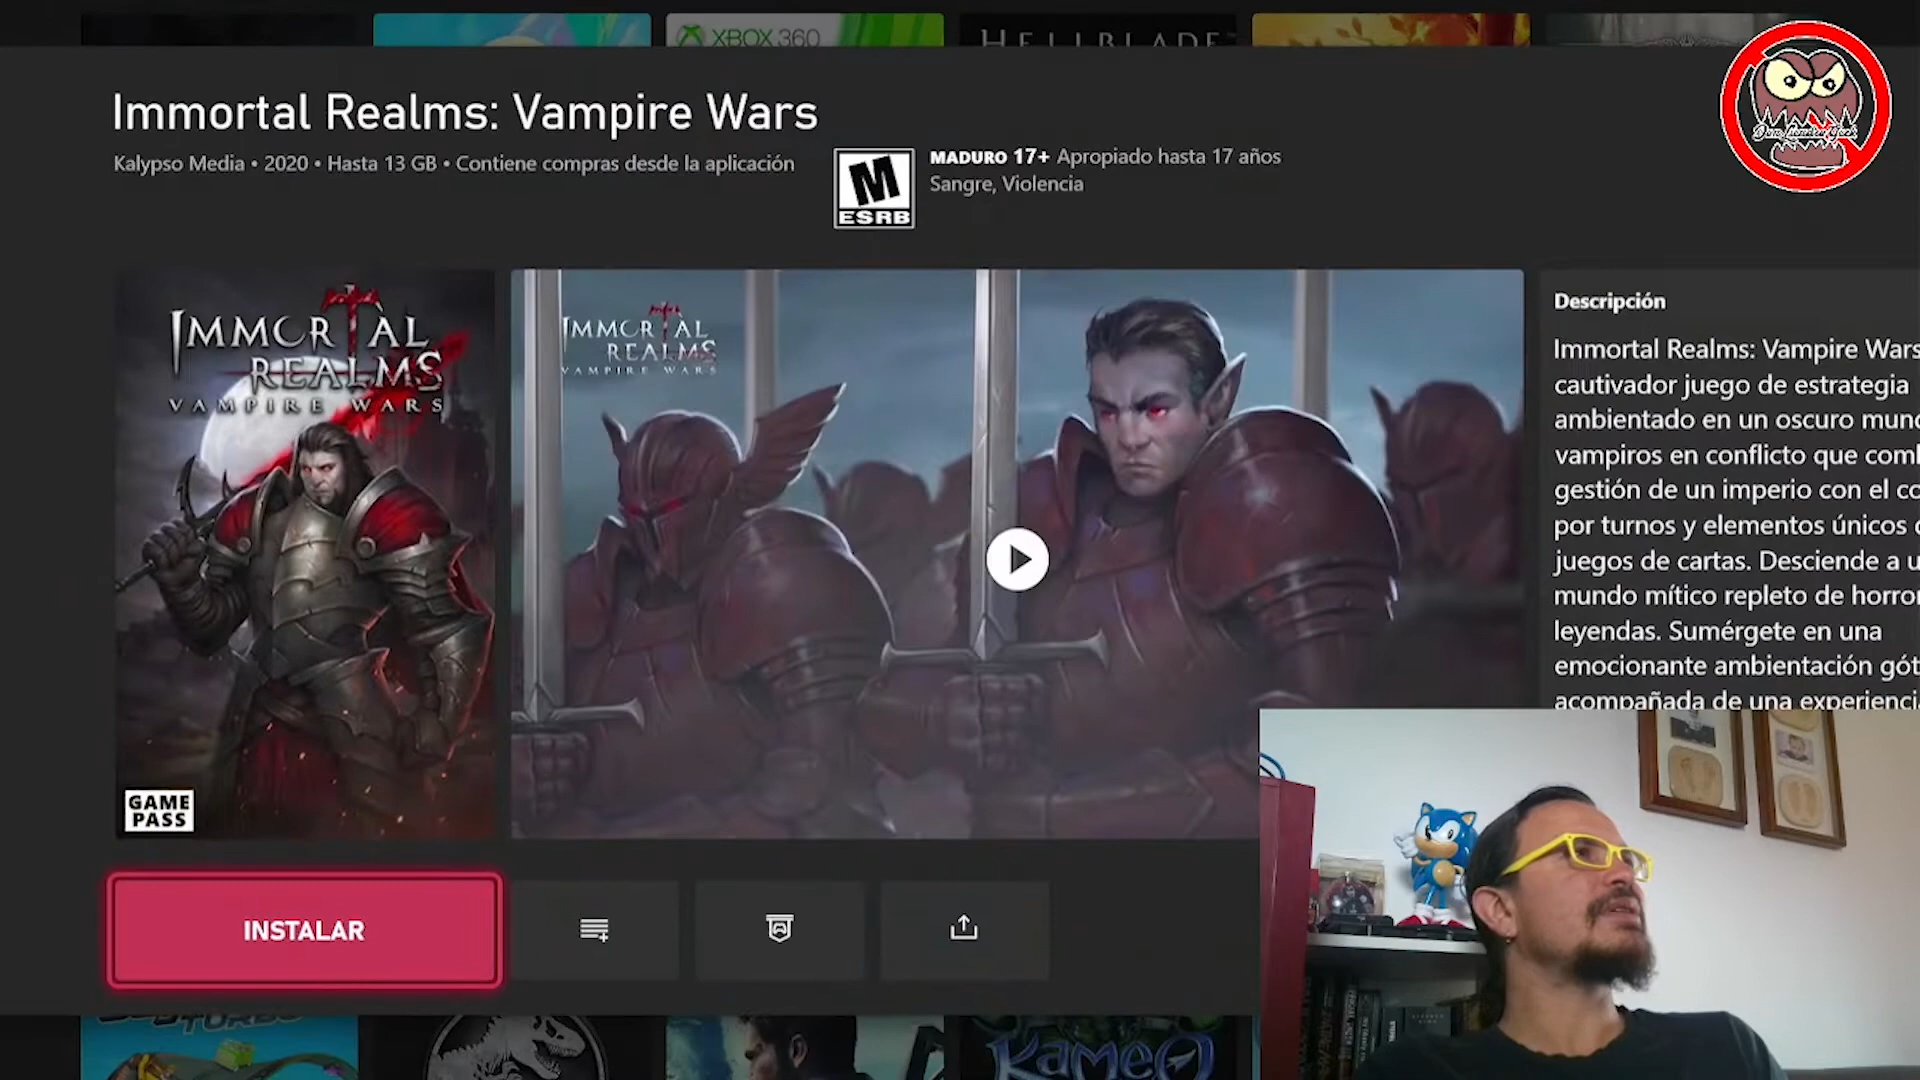 XBOX 360
HELLBLADE
Immortal Realms: Vampire Wars
Kalypso Media • 2020 • Hasta 13 GB • Contiene compras desde la aplicación
M
ESRB
MADURO 17+ Apropiado hasta 17 años
Sangre, Violencia
IMMORTAL
REALMS
VAMPIRE WARS
GAME
PASS
IMMORTAL
REALMS
VAMPIRE WARS
Descripción
Immortal Realms: Vampire Wars
cautivador juego de estrategia
ambientado en un oscuro
vampiros en conflicto que
gestión de un imperio con el
por turnos y elementos únicos
juegos de cartas. Desciende a
mundo mítico repleto de
leyendas. Sumérgete en una
emocionante ambientación
acompañada de una
INSTALAR
Kameo